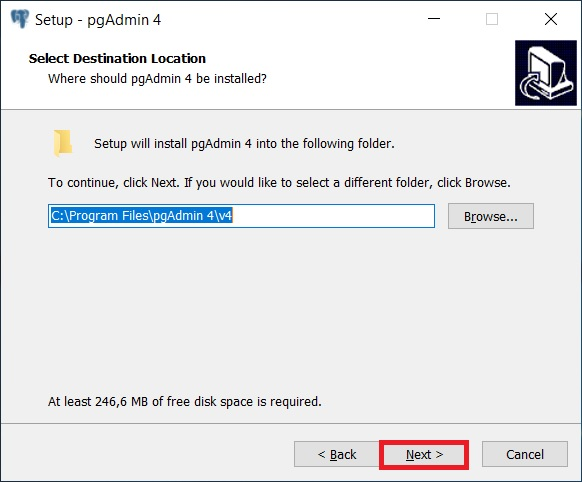 Setup - pgAdmin 4
Select Destination Location
Where should pgAdmin 4 be installed?
Setup will install pgAdmin 4 into the following folder.
To continue, click Next. If you would like to select a different folder, click Browse.
C:\Program Files\pgAdmin 4\v4
Browse...
At least 246,6 MB of free disk space is required.
< Back
Next >
Cancel